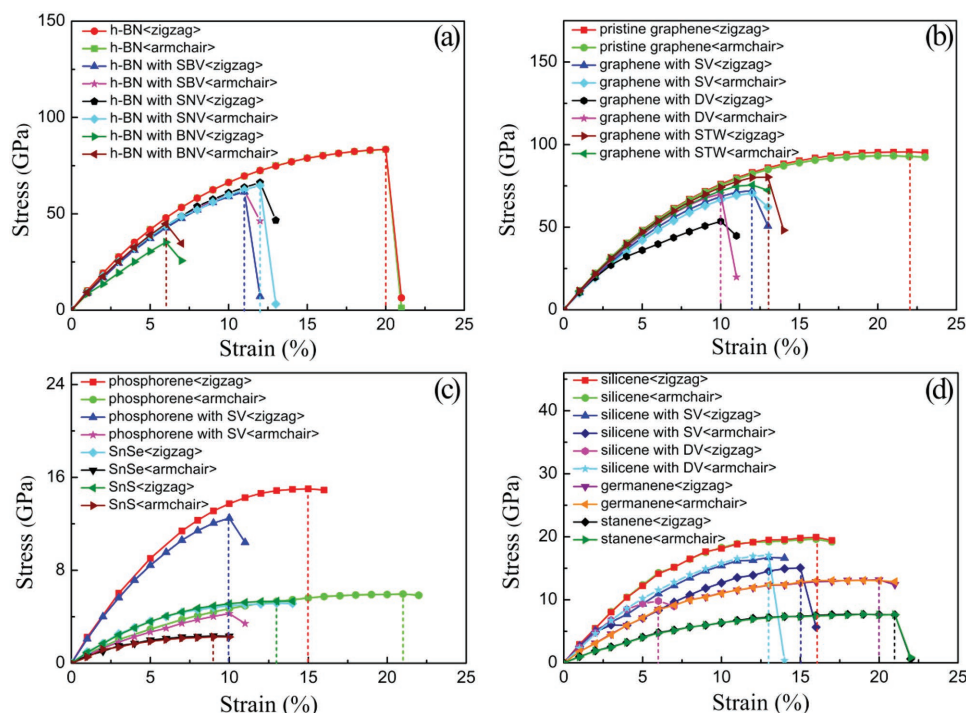 150
100
50
0
Stress (GPa)
(a)
h-BN<zigzag>
h-BN<armchair>
h-BN with SBV<zigzag>
h-BN with SBV<armchair>
h-BN with SNV<zigzag>
h-BN with SNV<armchair>
h-BN with BNV<zigzag>
h-BN with BNV<armchair>
0 5 10 15 20 25
Strain (%)
150
100
50
0
Stress (GPa)
(b)
pristine graphene<zigzag>
pristine graphene<armchair>
graphene with SV<zigzag>
graphene with SV<armchair>
graphene with DV<zigzag>
graphene with DV<armchair>
graphene with STW<zigzag>
graphene with STW<armchair>
0 5 10 15 20 25
Strain (%)
24
16
8
0
Stress (GPa)
(c)
phosphorene<zigzag>
phosphorene<armchair>
phosphorene with SV<zigzag>
phosphorene with SV<armchair>
SnSe<zigzag>
SnSe<armchair>
SnS<zigzag>
SnS<armchair>
0 5 10 15 20 25
Strain (%)
40
30
20
10
0
Stress (GPa)
(d)
silicene<zigzag>
silicene<armchair>
silicene with SV<zigzag>
silicene with SV<armchair>
silicene with DV<zigzag>
silicene with DV<armchair>
germanene<zigzag>
germanene<armchair>
stanene<zigzag>
stanene<armchair>
0 5 10 15 20 25
Strain (%)